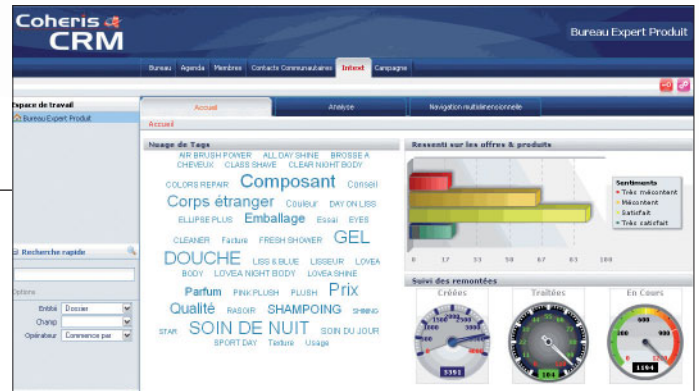 Coheris
CRM
Bureau Expert Produit
Bureau Agenda Membres Contacts Communautaires Intext Campagne
Espace de travail
Bureau Expert Produit
Accueil Analyse Navigation multidimensionnelle
Accueil
Nuage de Tags
AIR BRUSH POWER ALL DAY SHINE BROSSE A
CHEVEUX CLASS SHAVE CLEAR NIGHT BODY
COLORS REPAIR Composant Conseil
Corps étranger Couleur DAY ON LISS
ELLIPSE PLUS Emballage Essai EYES
CLEANER Facture FRESH SHOWER GEL
DOUCHE LISS & BLUE LISSEUR LOVEA
BODY LOVEA NIGHT BODY LOVEA SHINE
Parfum PINK PLUSH PLUSH Prix
Qualité RASOIR SHAMPOING SHINING
STAR SOIN DE NUIT SOIN DU JOUR
SPORT DAY Texture Usage
Recherche rapide
Options
Entité Dossier
Champ
Opérateur Commence par
Ressenti sur les offres & produits
Sentiments
Très mécontent
Mécontent
Satisfait
Très satisfait
0 17 33 50 67 83 100
Suivi des remontées
Créées Traitées En Cours
3391
104
1194